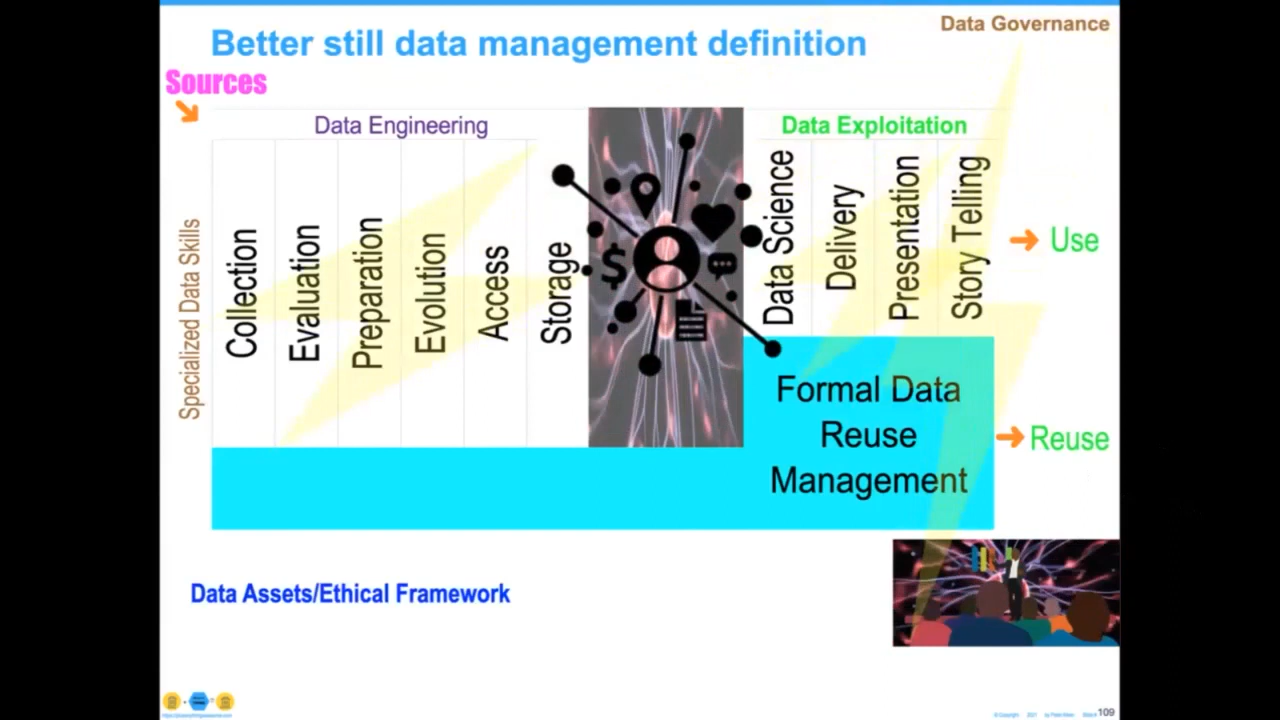 Data Governance
Better still data management definition
Sources
Data Engineering
Data Exploitation
Specialized Data Skills
Collection
Evaluation
Preparation
Evolution
Access
Storage
$
Data Science
Delivery
Presentation
Story Telling
Use
Formal Data
Reuse
Management
Reuse
Data Assets/Ethical Framework
109